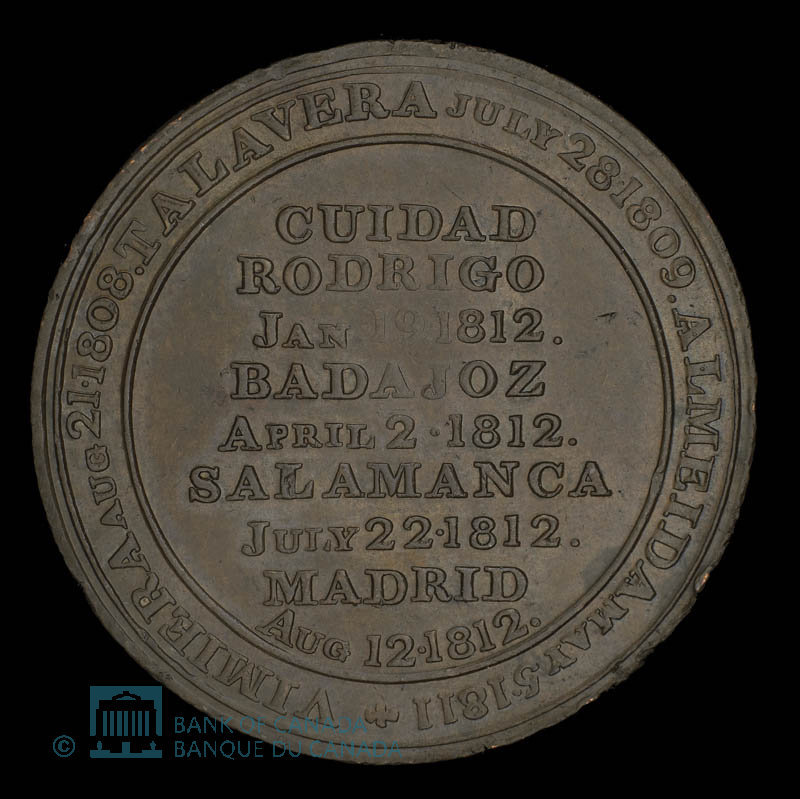 VIMIERA AUG 21·1808. TALAVERA JULY 28·1809. ALMEIDA MAY·5·1811
CUIDAD
RODRIGO
JAN 19 1812.
BADAJOZ
APRIL 2 · 1812.
SALAMANCA
JULY 22·1812.
MADRID
AUG 12·1812.
© BANK OF CANADA
BANQUE DU CANADA